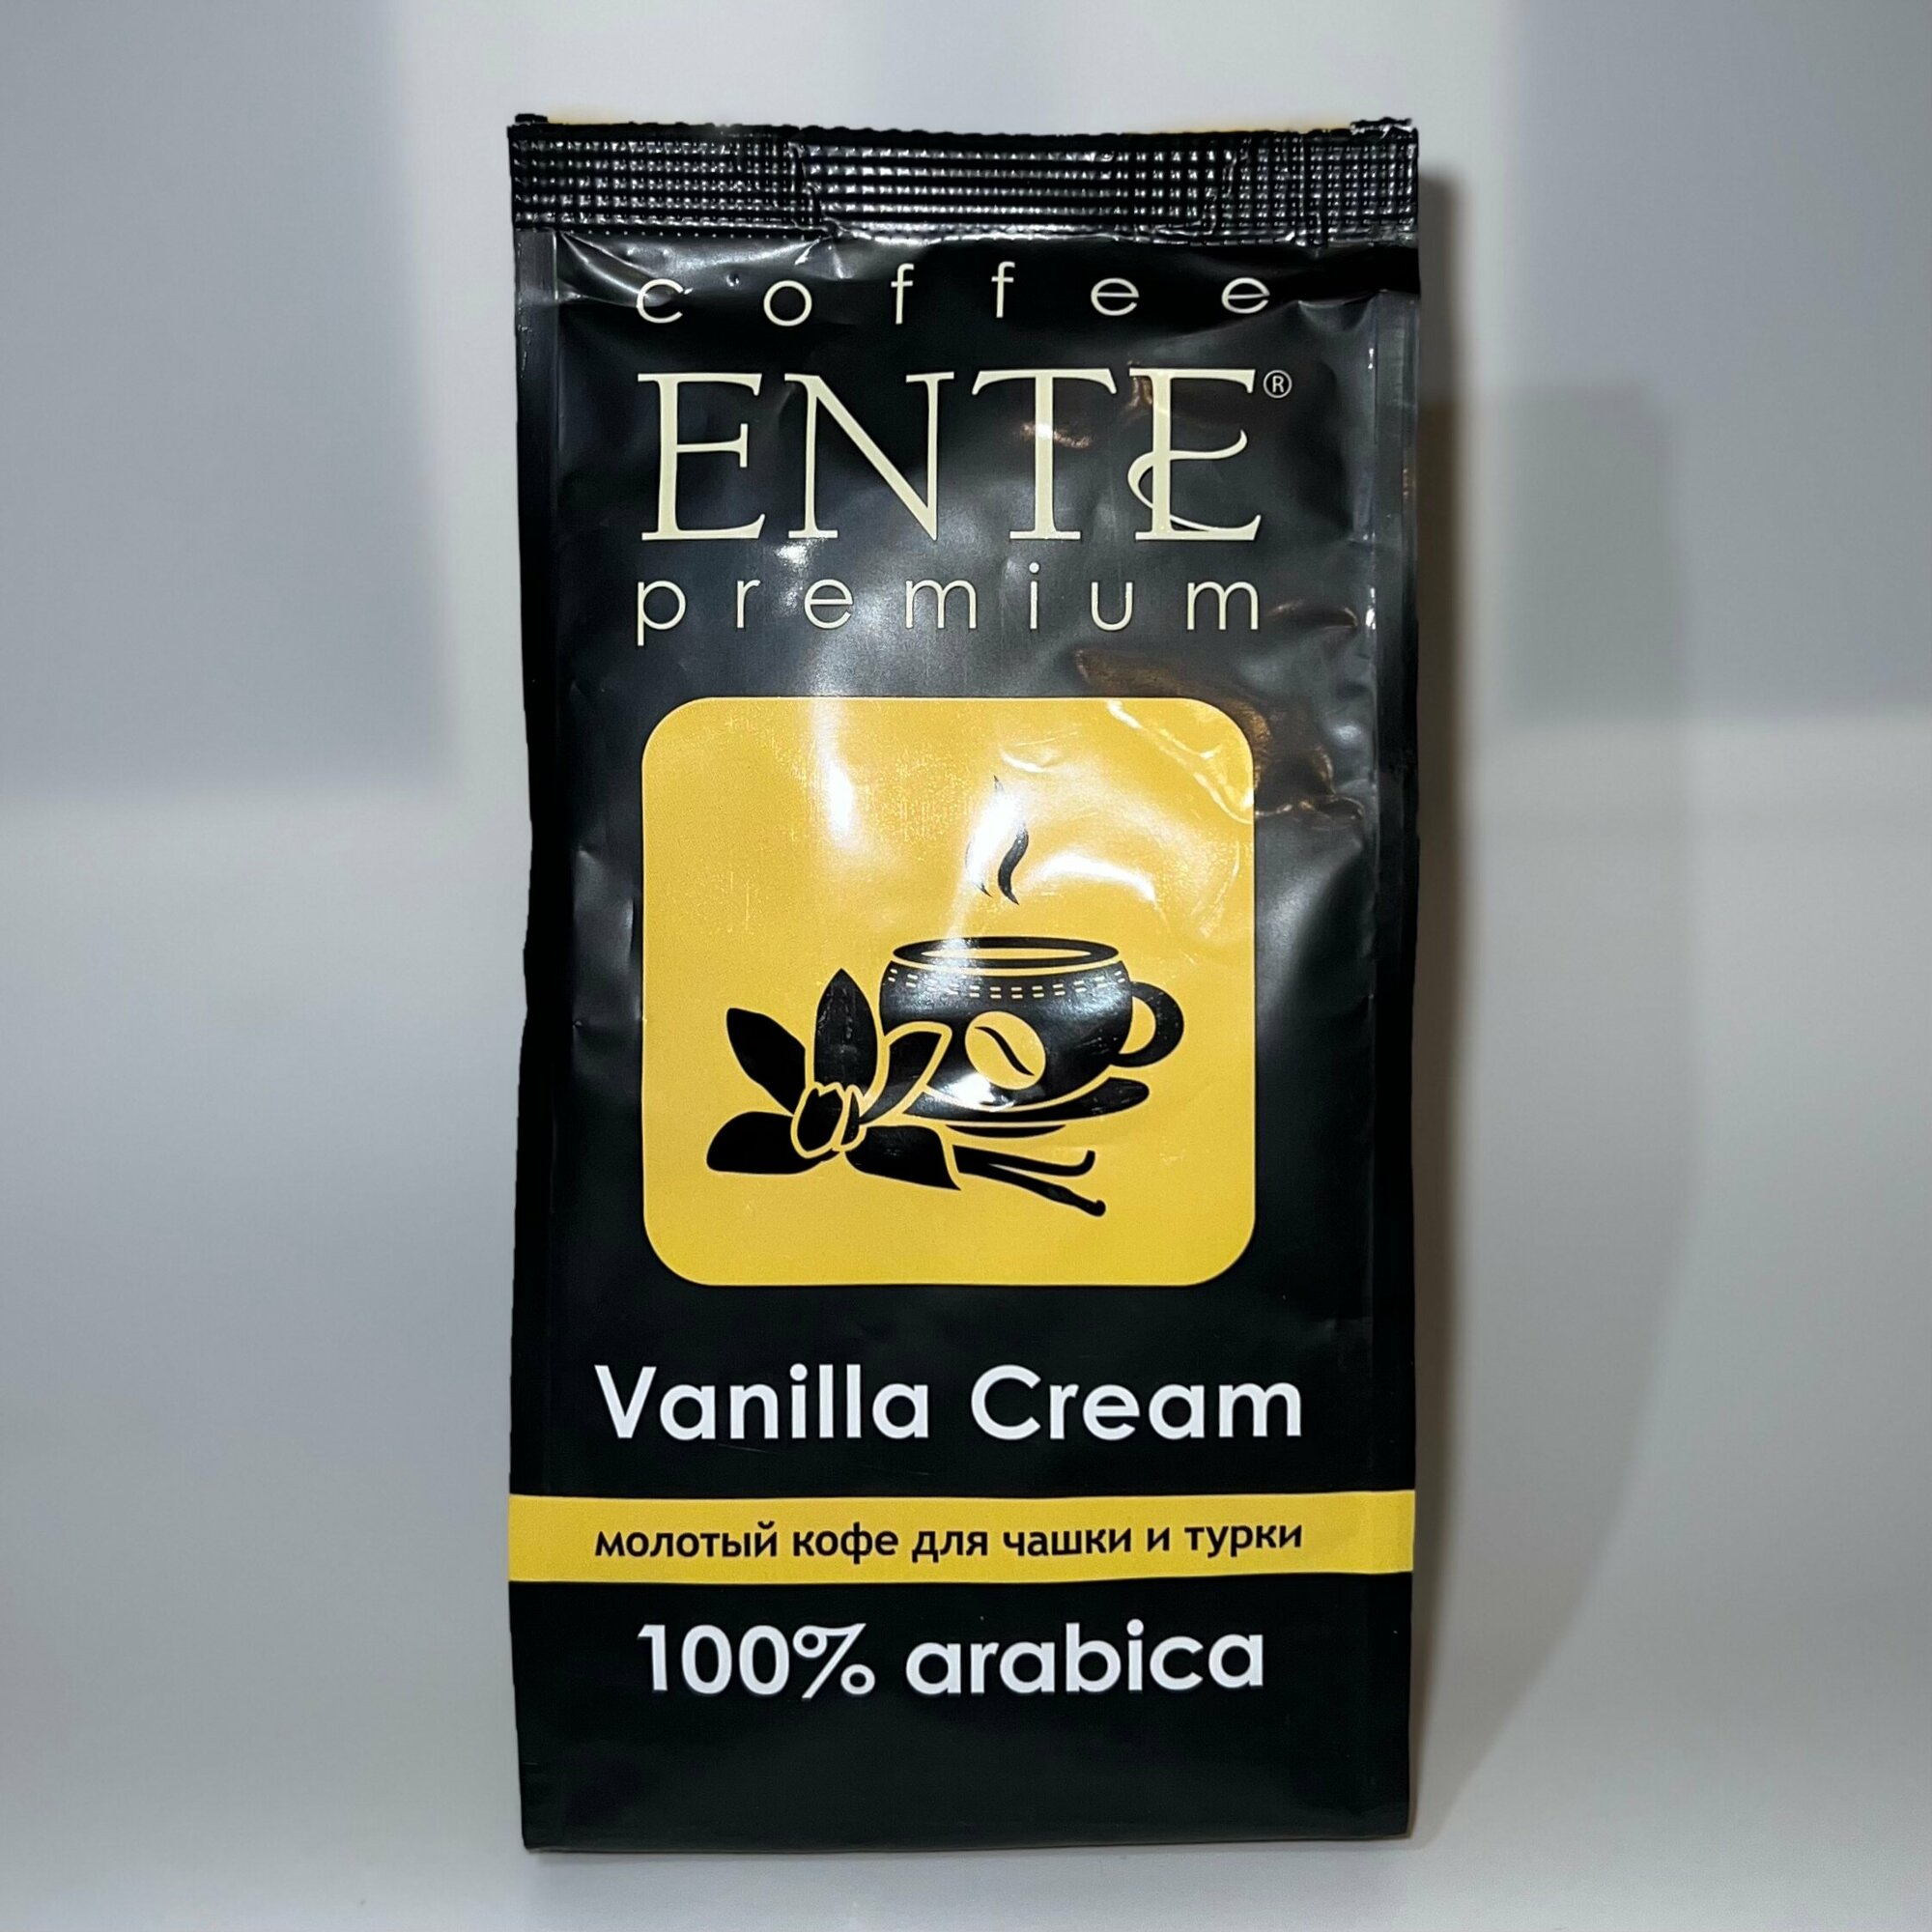 coffee
ENTE®
premium
Vanilla Cream
молотый кофе для чашки и турки
100% arabica